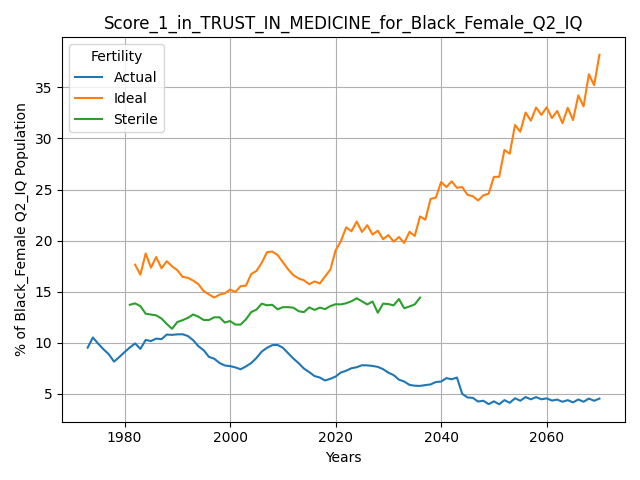 Score_1_in_TRUST_IN_MEDICINE_for_Black_Female_Q2_IQ
Fertility
Actual
Ideal
Sterile
% of Black_Female Q2_IQ Population
35
30
25
20
15
10
5
1980 2000 2020 2040 2060
Years